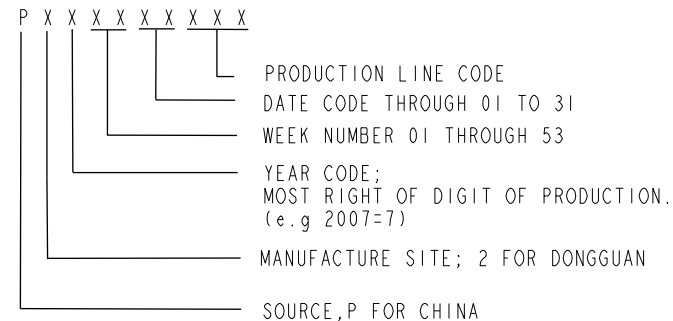 P X X X X X X X X X
PRODUCTION LINE CODE
DATE CODE THROUGH 01 TO 31
WEEK NUMBER 01 THROUGH 53
YEAR CODE;
MOST RIGHT OF DIGIT OF PRODUCTION.
(e.g 2007=7)
MANUFACTURE SITE; 2 FOR DONGGUAN
SOURCE,P FOR CHINA